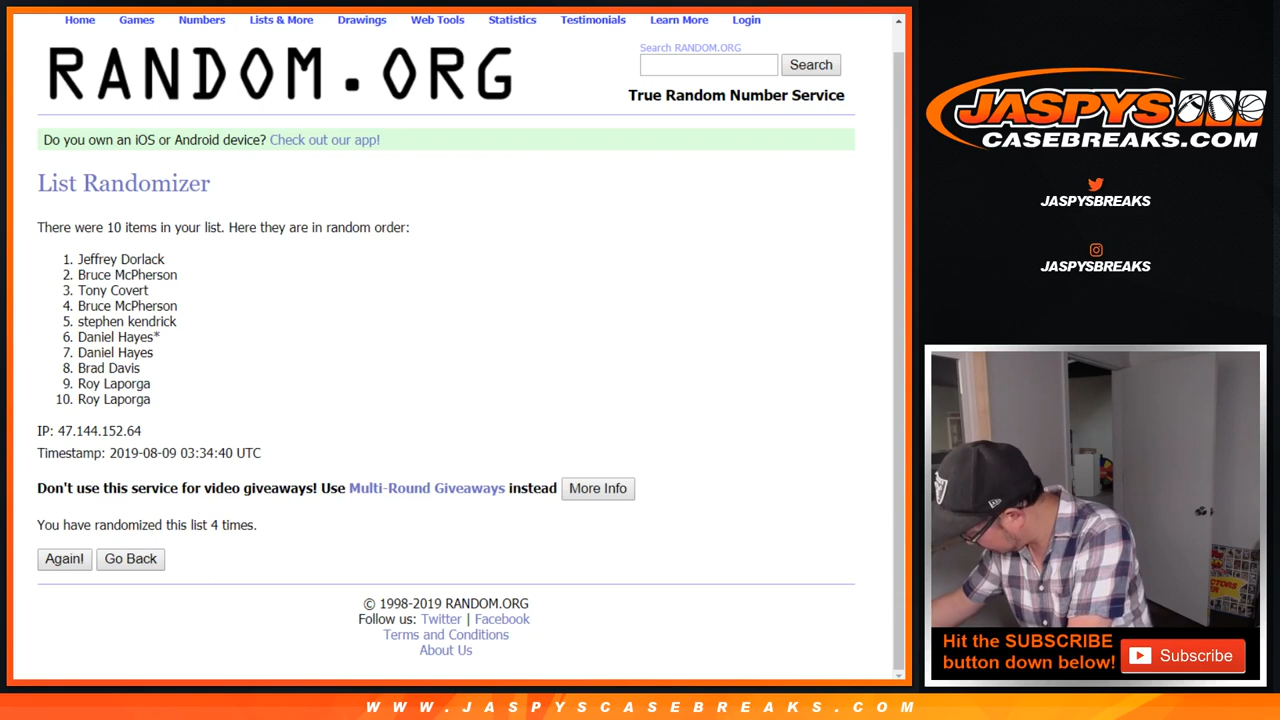 Home Games Numbers Lists & More Drawings Web Tools Statistics Testimonials Learn More Login
RANDOM.ORG
Search RANDOM.ORG
Search
True Random Number Service
Do you own an iOS or Android device? Check out our app!
List Randomizer
There were 10 items in your list. Here they are in random order:
1. Jeffrey Dorlack
2. Bruce McPherson
3. Tony Covert
4. Bruce McPherson
5. stephen kendrick
6. Daniel Hayes*
7. Daniel Hayes
8. Brad Davis
9. Roy Laporga
10. Roy Laporga
IP: 47.144.152.64
Timestamp: 2019-08-09 03:34:40 UTC
Don't use this service for video giveaways! Use Multi-Round Giveaways instead More Info
You have randomized this list 4 times.
Again! Go Back
© 1998-2019 RANDOM.ORG
Follow us: Twitter | Facebook
Terms and Conditions
About Us
JASPYS
CASEBREAKS.COM
JASPYSBREAKS
JASPYSBREAKS
Hit the SUBSCRIBE
button down below!
Subscribe
WWW.JASPYSCASEBREAKS.COM